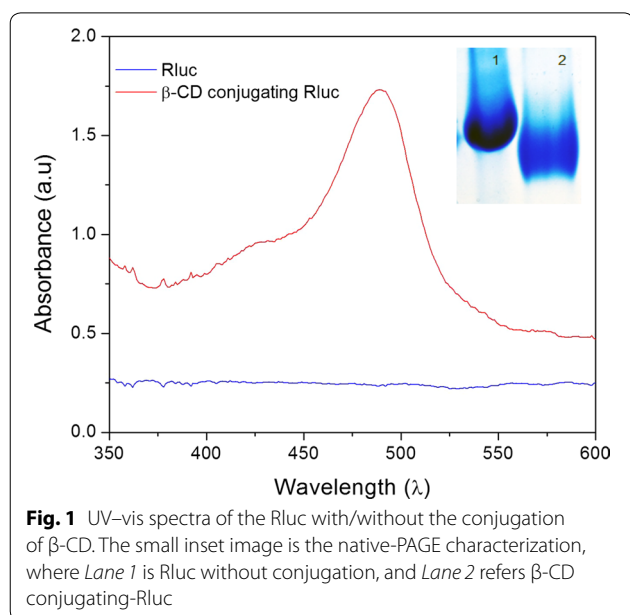 2.0
1.5
1.0
0.5
0.0
Absorbance (a.u)
Rluc
β-CD conjugating Rluc
1 2
350 400 450 500 550 600
Wavelength (λ)
Fig. 1 UV–vis spectra of the Rluc with/without the conjugation
of β-CD. The small inset image is the native-PAGE characterization,
where Lane 1 is Rluc without conjugation, and Lane 2 refers β-CD
conjugating-Rluc